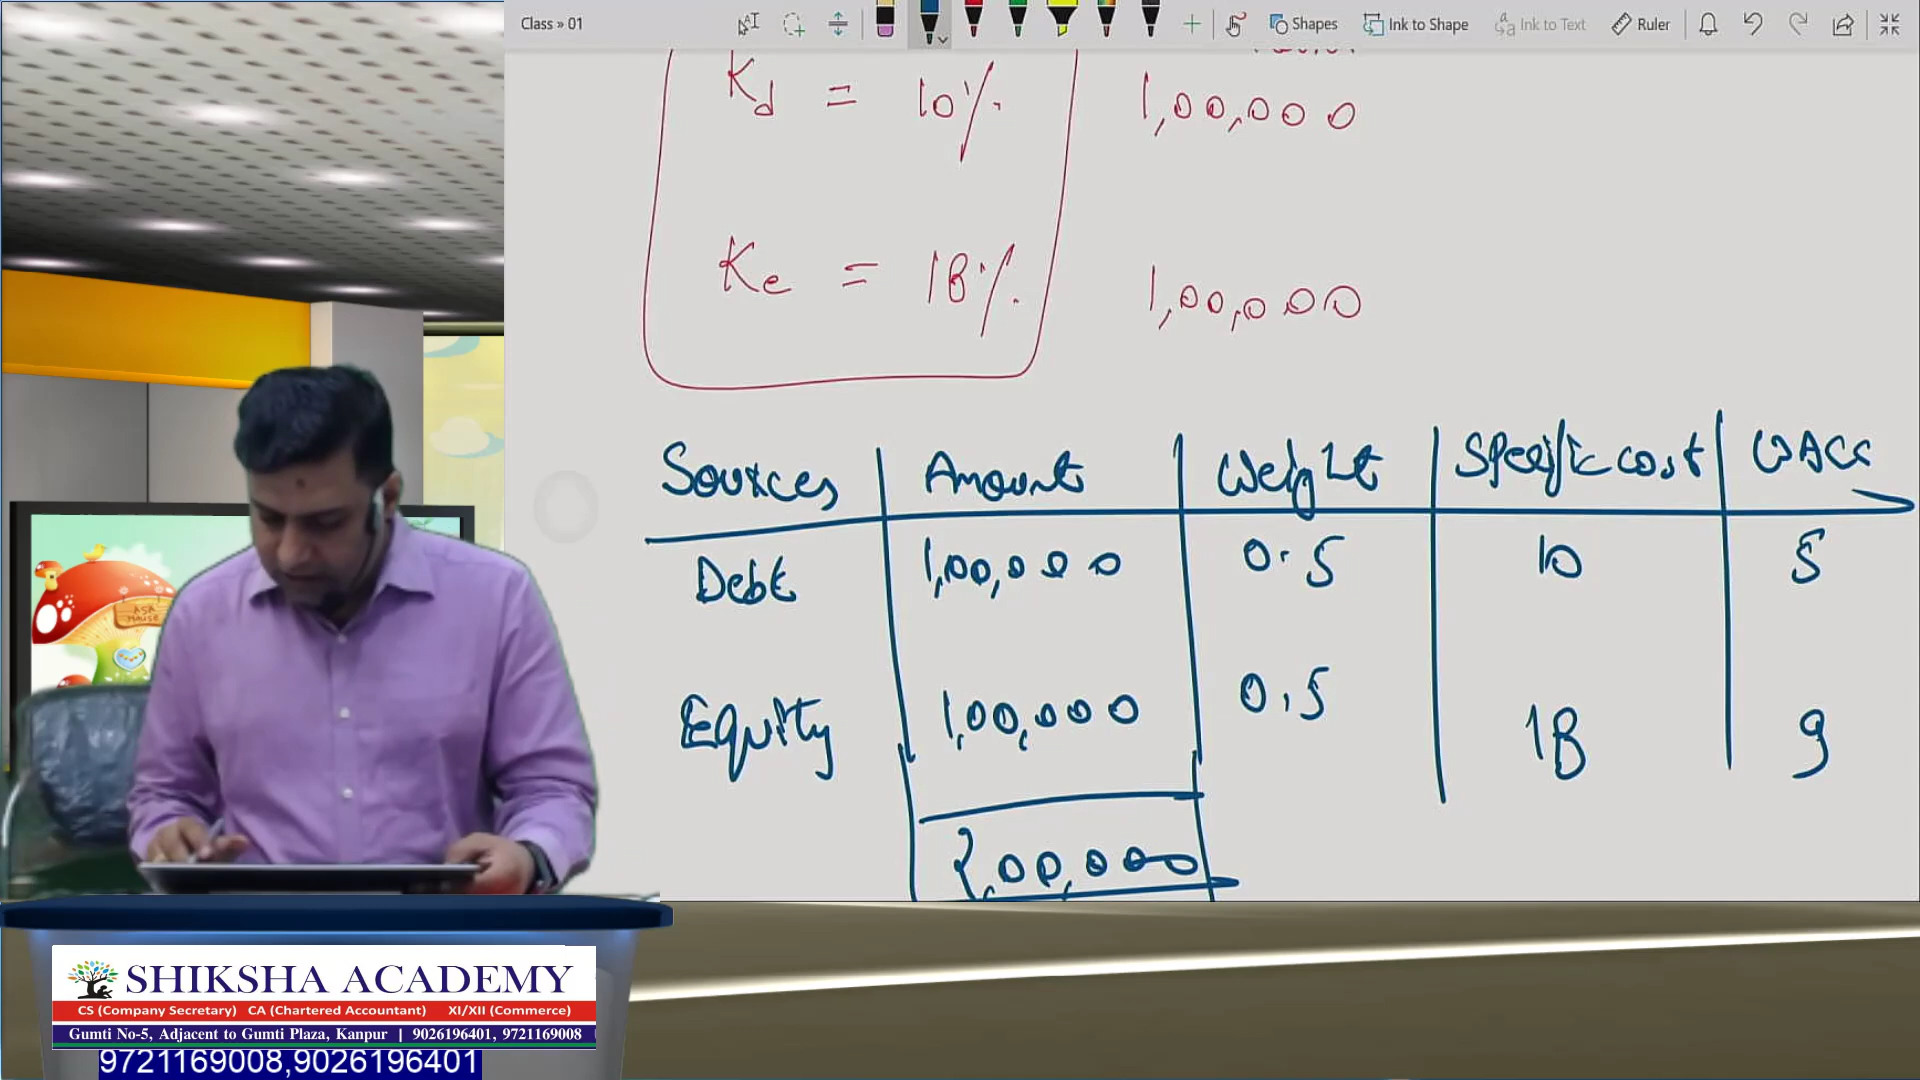 Class » 01
Shapes
Ink to Shape
Ink to Text
Ruler
Kd = 10% 1,00,000
Ke = 18% 1,00,000
Sources Amount Weight Specific cost WACC
Debt 1,00,000 0.5 10 5
Equity 1,00,000 0.5 18 9
2,00,000
SHIKSHA ACADEMY
CS (Company Secretary) CA (Chartered Accountant) XI/XII (Commerce)
Gumti No-5, Adjacent to Gumti Plaza, Kanpur | 9026196401, 9721169008
9721169008,9026196401